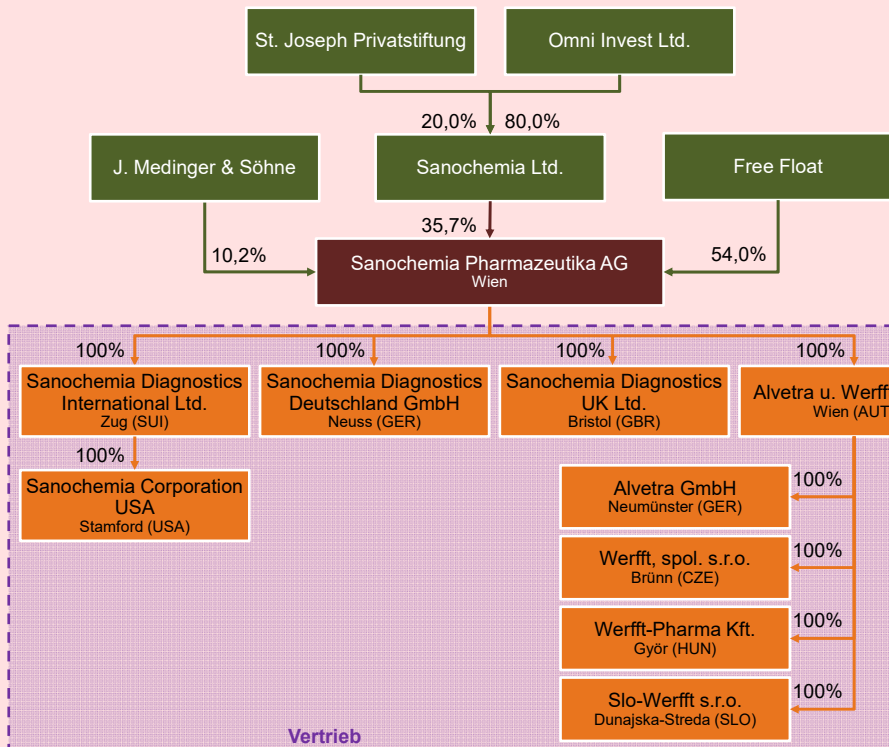 St. Joseph Privatstiftung
Omni Invest Ltd.
20,0%
80,0%
J. Medinger & Söhne
Sanochemia Ltd.
Free Float
10,2%
35,7%
54,0%
Sanochemia Pharmazeutika AG
Wien
100%
100%
100%
100%
Sanochemia Diagnostics
International Ltd.
Zug (SUI)
Sanochemia Diagnostics
Deutschland GmbH
Neuss (GER)
Sanochemia Diagnostics
UK Ltd.
Bristol (GBR)
Alvetra u. Werfft
Wien (AUT
100%
Sanochemia Corporation
USA
Stamford (USA)
100%
Alvetra GmbH
Neumünster (GER)
100%
Werfft, spol. s.r.o.
Brünn (CZE)
100%
Werfft-Pharma Kft.
Györ (HUN)
100%
Slo-Werfft s.r.o.
Dunajska-Streda (SLO)
Vertrieb